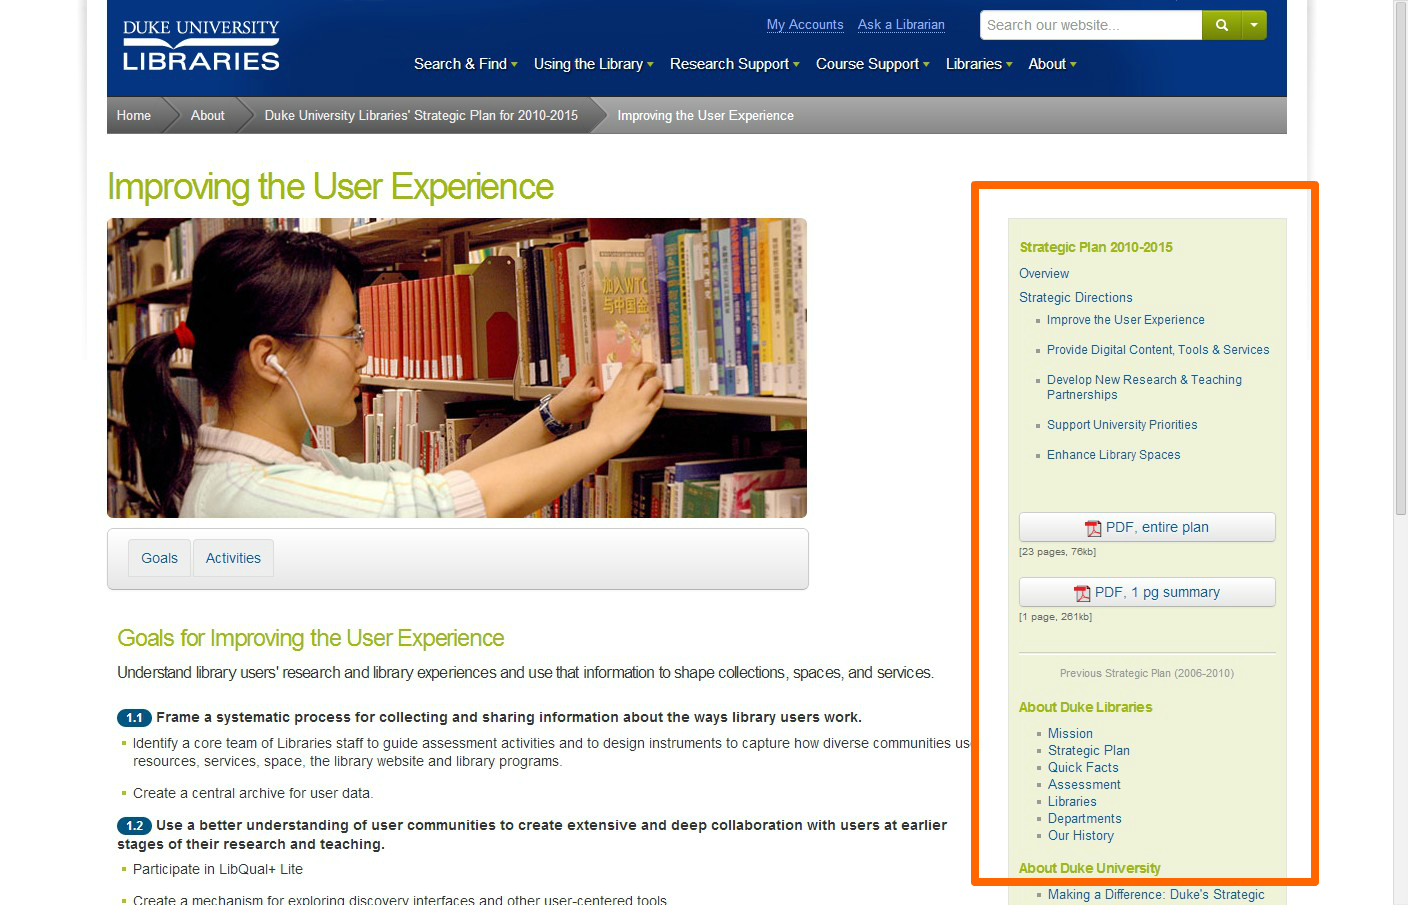 DUKE UNIVERSITY
LIBRARIES
My Accounts
Ask a Librarian
Search our website...
Search & Find
Using the Library
Research Support
Course Support
Libraries
About
Home
About
Duke University Libraries' Strategic Plan for 2010-2015
Improving the User Experience
Improving the User Experience
加入WTO
与中国金
Goals
Activities
Goals for Improving the User Experience
Understand library users' research and library experiences and use that information to shape collections, spaces, and services.
1.1 Frame a systematic process for collecting and sharing information about the ways library users work.
Identify a core team of Libraries staff to guide assessment activities and to design instruments to capture how diverse communities us
resources, services, space, the library website and library programs.
Create a central archive for user data.
1.2 Use a better understanding of user communities to create extensive and deep collaboration with users at earlier
stages of their research and teaching.
Participate in LibQual+ Lite
Create a mechanism for exploring discovery interfaces and other user-centered tools
Strategic Plan 2010-2015
Overview
Strategic Directions
Improve the User Experience
Provide Digital Content, Tools & Services
Develop New Research & Teaching
Partnerships
Support University Priorities
Enhance Library Spaces
PDF, entire plan
[23 pages, 76kb]
PDF, 1 pg summary
[1 page, 261kb]
Previous Strategic Plan (2006-2010)
About Duke Libraries
Mission
Strategic Plan
Quick Facts
Assessment
Libraries
Departments
Our History
About Duke University
Making a Difference: Duke's Strategic